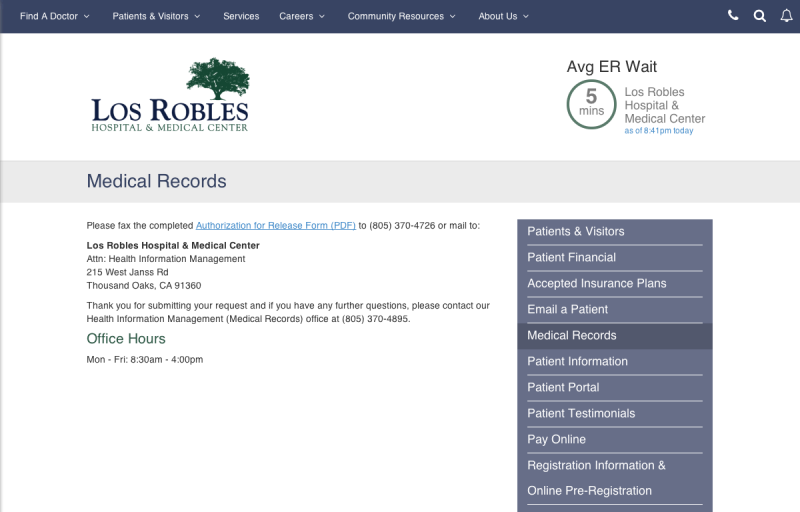 Find A Doctor Patients & Visitors Services Careers Community Resources About Us
LOS ROBLES
HOSPITAL & MEDICAL CENTER
Avg ER Wait
5
mins
Los Robles
Hospital &
Medical Center
as of 8:41pm today
Medical Records
Please fax the completed Authorization for Release Form (PDF) to (805) 370-4726 or mail to:
Los Robles Hospital & Medical Center
Attn: Health Information Management
215 West Janss Rd
Thousand Oaks, CA 91360
Thank you for submitting your request and if you have any further questions, please contact our
Health Information Management (Medical Records) office at (805) 370-4895.
Office Hours
Mon - Fri: 8:30am - 4:00pm
Patients & Visitors
Patient Financial
Accepted Insurance Plans
Email a Patient
Medical Records
Patient Information
Patient Portal
Patient Testimonials
Pay Online
Registration Information &
Online Pre-Registration